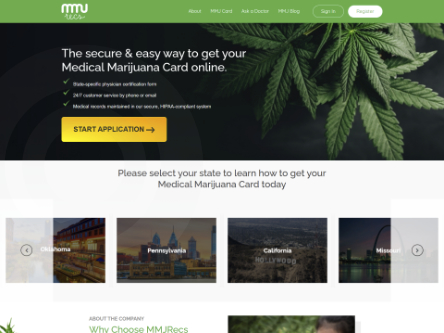 MMJ
recs
About MMJ Card Ask a Doctor MMJ Blog Sign In Register
The secure & easy way to get your
Medical Marijuana Card online.
State-specific physician certification form
24/7 customer service by phone or email
Medical records maintained in our secure, HIPAA-compliant system
START APPLICATION
Please select your state to learn how to get your
Medical Marijuana Card today
Oklahoma
Pennsylvania
California
Missouri
HOLLYWOOD
ABOUT THE COMPANY
Why Choose MMJRecs